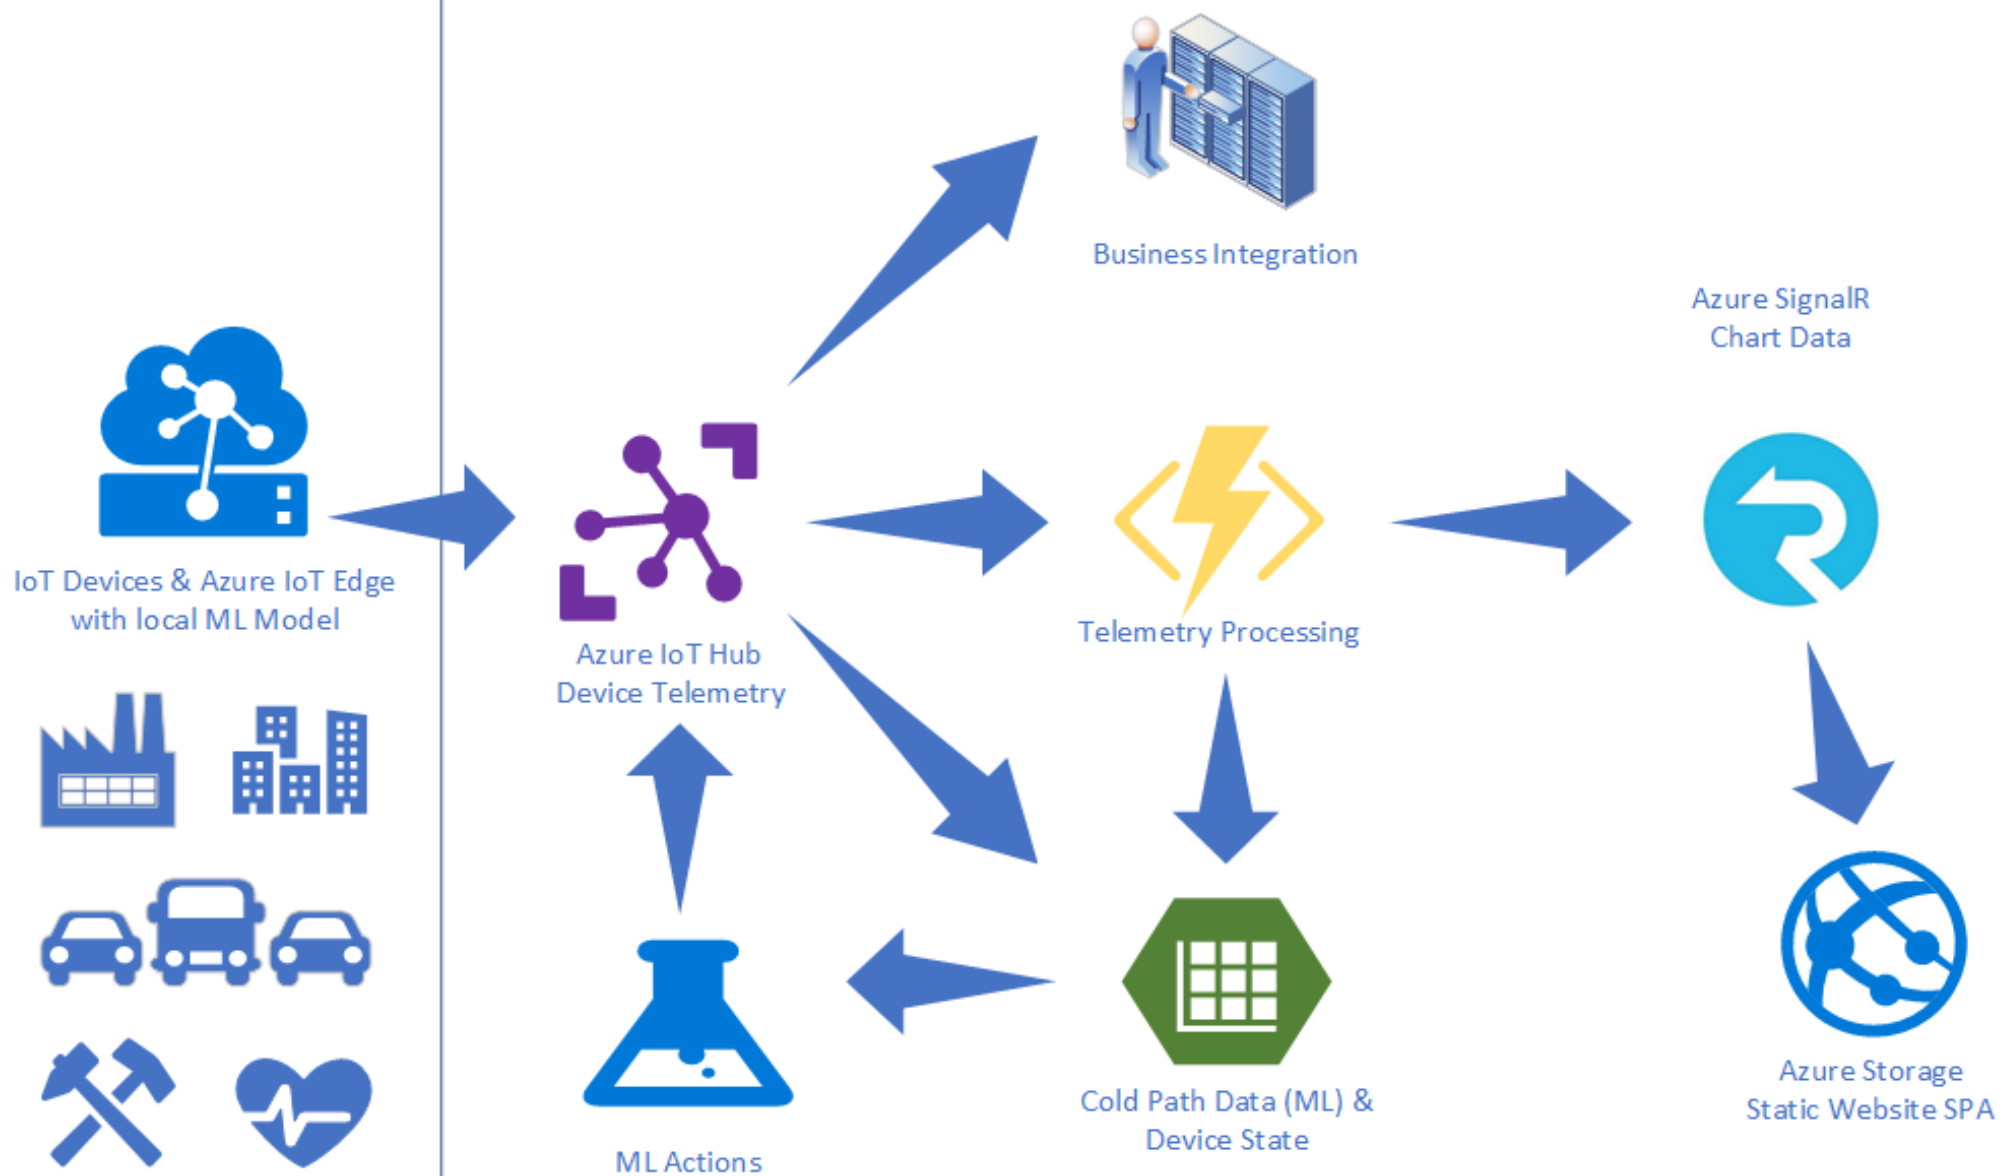 Business Integration
Azure SignalR
Chart Data
IoT Devices & Azure IoT Edge
with local ML Model
Azure IoT Hub
Device Telemetry
Telemetry Processing
ML Actions
Cold Path Data (ML) &
Device State
Azure Storage
Static Website SPA